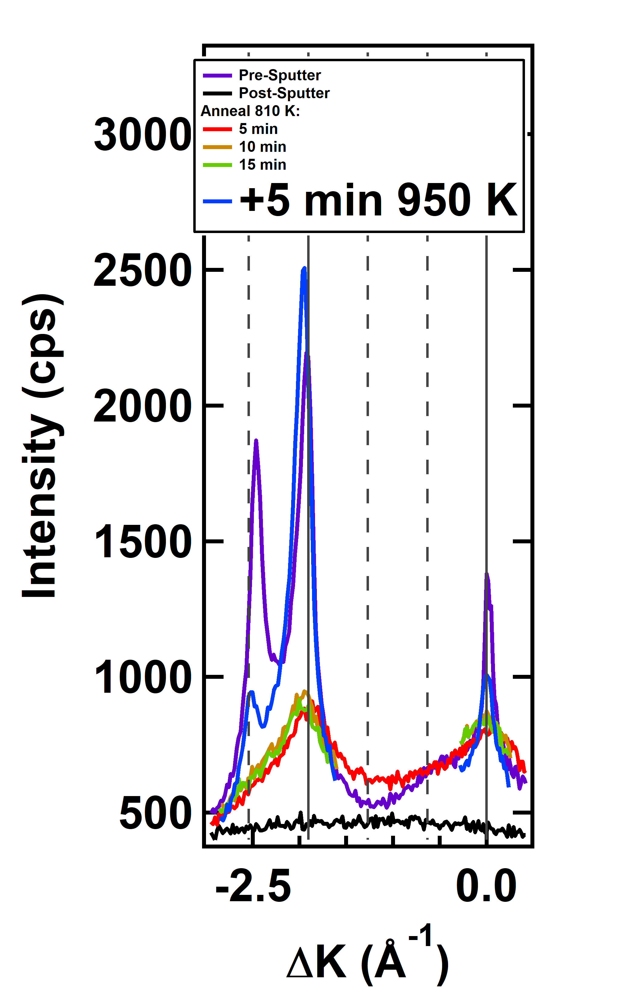 Pre-Sputter
Post-Sputter
Anneal 810 K:
5 min
10 min
15 min
+5 min 950 K
3000
2500
2000
1500
1000
500
Intensity (cps)
-2.5 0.0
ΔK (Å-1)